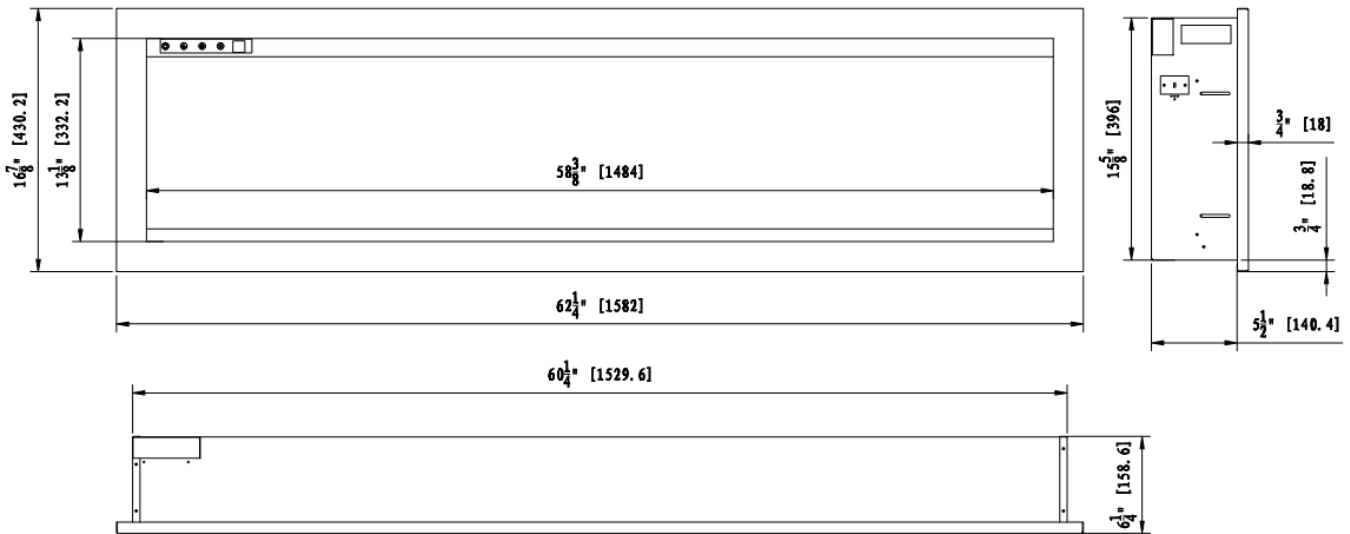 16 7/8" [430.2]
13 1/8" [332.2]
58 3/8" [1484]
62 1/4" [1582]
15 5/8" [396]
3/4" [18]
3/4" [18.8]
5 1/2" [140.4]
60 1/4" [1529.6]
6 1/4" [158.6]